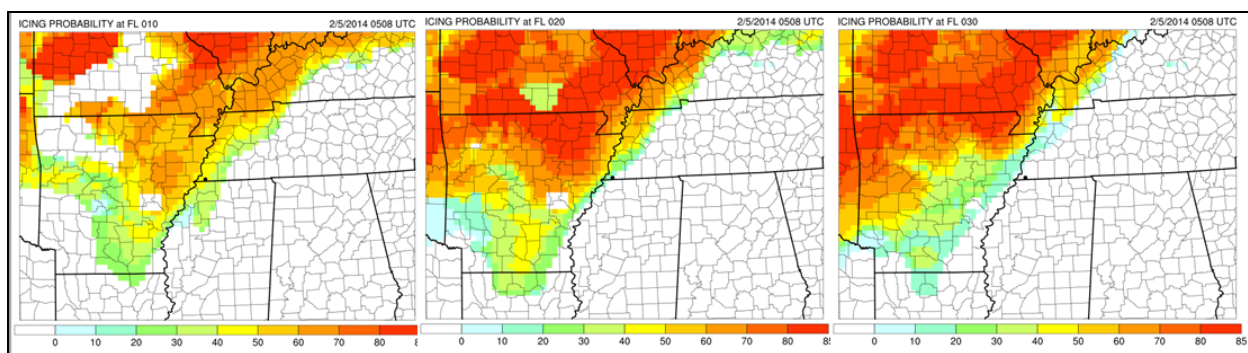 ICING PROBABILITY at FL 010 2/5/2014 0508 UTC
ICING PROBABILITY at FL 020 2/5/2014 0508 UTC
ICING PROBABILITY at FL 030 2/5/2014 0508 UTC
0 10 20 30 40 50 60 70 80
0 10 20 30 40 50 60 70 80
0 10 20 30 40 50 60 70 80 85